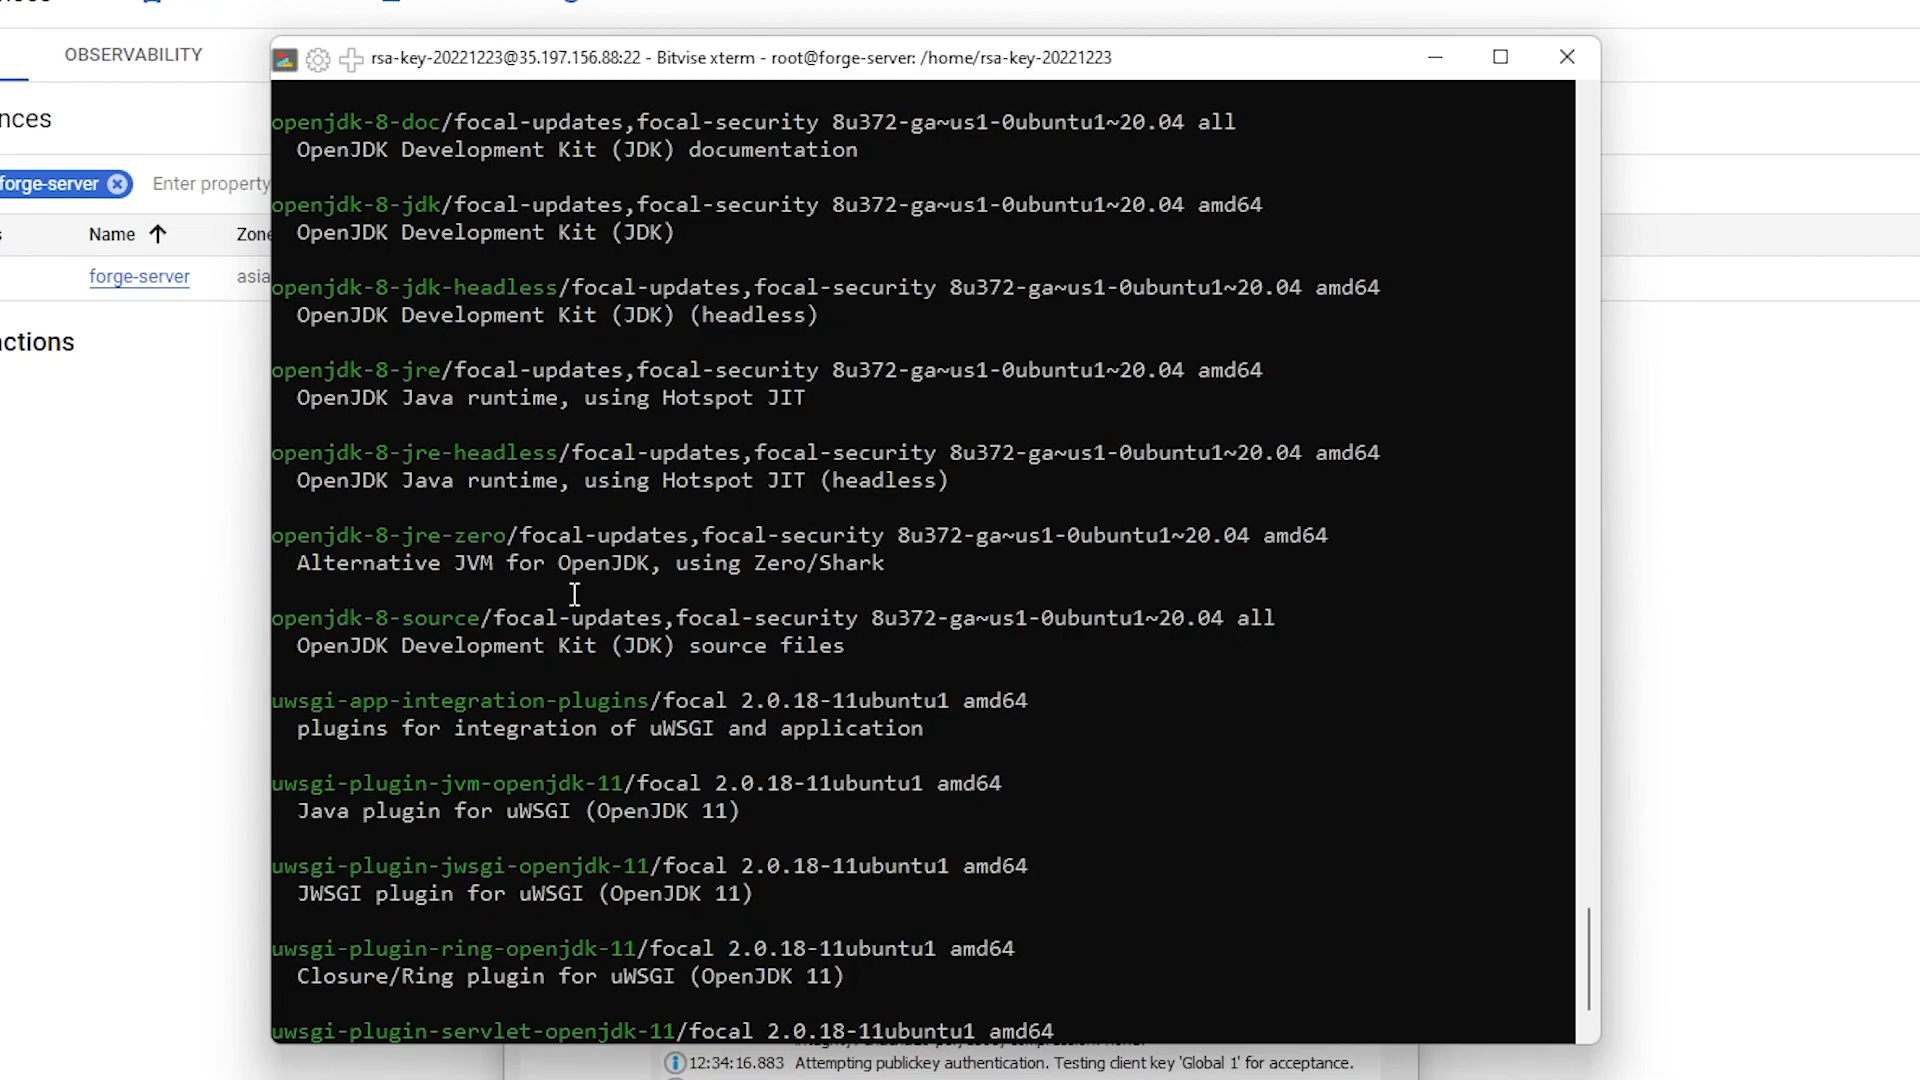 OBSERVABILITY
nces
forge-server
Enter property
Name
Zone
forge-server
asia
actions
rsa-key-20221223@35.197.156.88:22 - Bitvise xterm - root@forge-server: /home/rsa-key-20221223
openjdk-8-doc/focal-updates,focal-security 8u372-ga~us1-0ubuntu1~20.04 all
OpenJDK Development Kit (JDK) documentation
openjdk-8-jdk/focal-updates,focal-security 8u372-ga~us1-0ubuntu1~20.04 amd64
OpenJDK Development Kit (JDK)
openjdk-8-jdk-headless/focal-updates,focal-security 8u372-ga~us1-0ubuntu1~20.04 amd64
OpenJDK Development Kit (JDK) (headless)
openjdk-8-jre/focal-updates,focal-security 8u372-ga~us1-0ubuntu1~20.04 amd64
OpenJDK Java runtime, using Hotspot JIT
openjdk-8-jre-headless/focal-updates,focal-security 8u372-ga~us1-0ubuntu1~20.04 amd64
OpenJDK Java runtime, using Hotspot JIT (headless)
openjdk-8-jre-zero/focal-updates,focal-security 8u372-ga~us1-0ubuntu1~20.04 amd64
Alternative JVM for OpenJDK, using Zero/Shark
openjdk-8-source/focal-updates,focal-security 8u372-ga~us1-0ubuntu1~20.04 all
OpenJDK Development Kit (JDK) source files
uwsgi-app-integration-plugins/focal 2.0.18-11ubuntu1 amd64
plugins for integration of uWSGI and application
uwsgi-plugin-jvm-openjdk-11/focal 2.0.18-11ubuntu1 amd64
Java plugin for uWSGI (OpenJDK 11)
uwsgi-plugin-jwsgi-openjdk-11/focal 2.0.18-11ubuntu1 amd64
JWSGI plugin for uWSGI (OpenJDK 11)
uwsgi-plugin-ring-openjdk-11/focal 2.0.18-11ubuntu1 amd64
Closure/Ring plugin for uWSGI (OpenJDK 11)
uwsgi-plugin-servlet-openjdk-11/focal 2.0.18-11ubuntu1 amd64
12:34:16.883 Attempting publickey authentication. Testing client key 'Global 1' for acceptance.